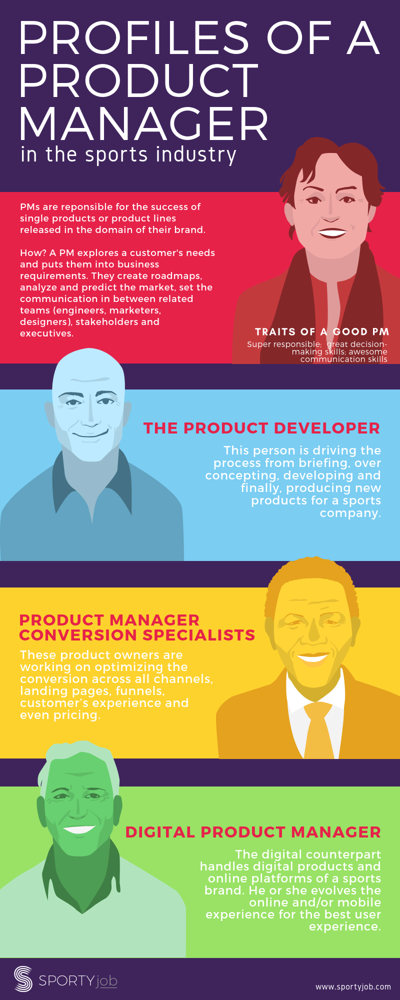 PROFILES OF A
PRODUCT
MANAGER
in the sports industry
PMs are reponsible for the success of
single products or product lines
released in the domain of their brand.
How? A PM explores a customer's needs
and puts them into business
requirements. They create roadmaps,
analyze and predict the market, set the
communication in between related
teams (engineers, marketers,
designers), stakeholders and
executives.
TRAITS OF A GOOD PM
Super responsible; great decision-
making skills; awesome
communication skills
THE PRODUCT DEVELOPER
This person is driving the
process from briefing, over
concepting, developing and
finally, producing new
products for a sports
company.
PRODUCT MANAGER
CONVERSION SPECIALISTS
These product owners are
working on optimizing the
conversion across all channels,
landing pages, funnels,
customer’s experience and
even pricing.
DIGITAL PRODUCT MANAGER
The digital counterpart
handles digital products and
online platforms of a sports
brand. He or she evolves the
online and/or mobile
experience for the best user
experience.
SPORTYjob
www.sportyjob.com